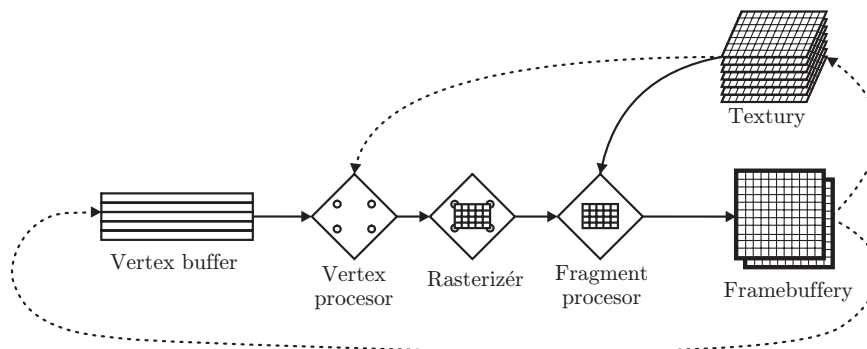 Textury
Vertex buffer
Vertex
procesor
Rasterizér
Fragment
procesor
Framebuffery